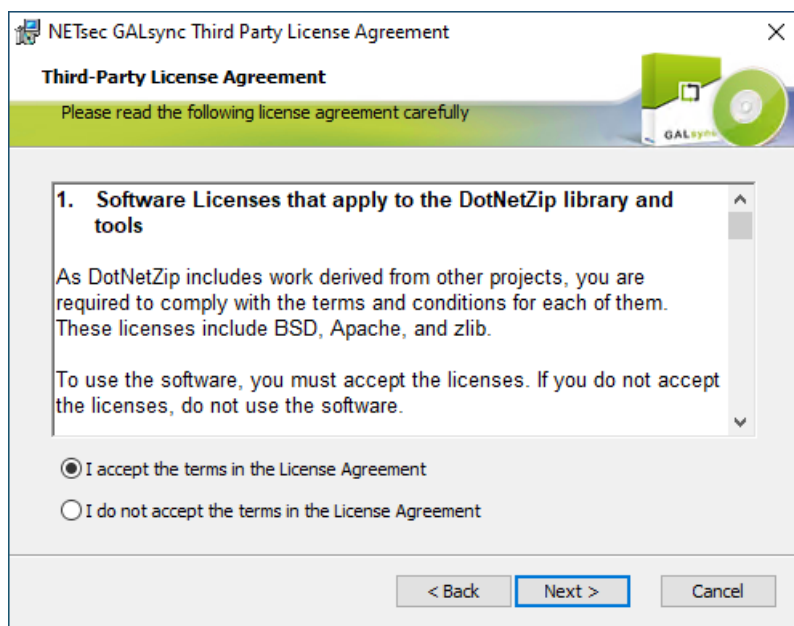 NETsec GALsync Third Party License Agreement
Third-Party License Agreement
Please read the following license agreement carefully
GALsync
1. Software Licenses that apply to the DotNetZip library and
tools
As DotNetZip includes work derived from other projects, you are
required to comply with the terms and conditions for each of them.
These licenses include BSD, Apache, and zlib.
To use the software, you must accept the licenses. If you do not accept
the licenses, do not use the software.
I accept the terms in the License Agreement
I do not accept the terms in the License Agreement
< Back
Next >
Cancel